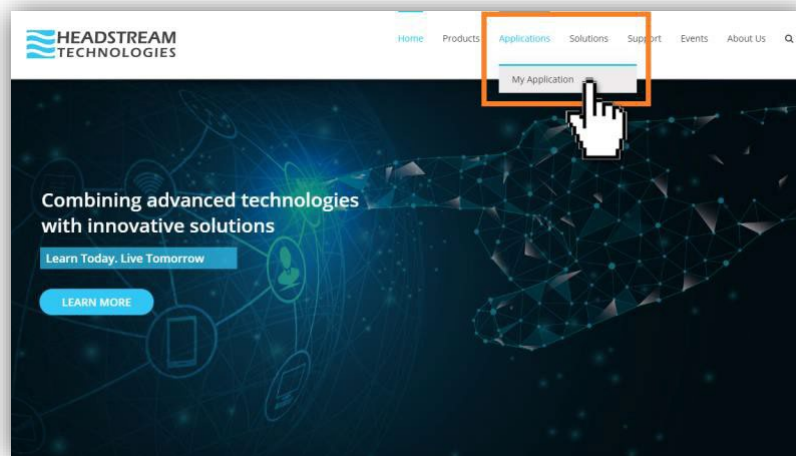 HEADSTREAM
TECHNOLOGIES
Home Products Applications Solutions Support Events About Us
My Application
Combining advanced technologies
with innovative solutions
Learn Today. Live Tomorrow
LEARN MORE